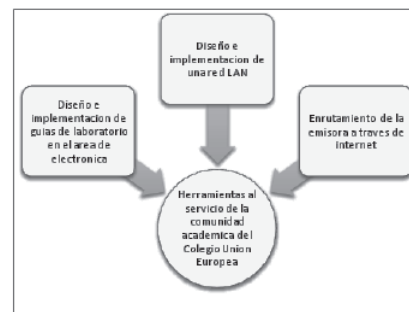 Diseño e
implementacion de
una red LAN
Diseño e
implementacion de
guias de laboratorio
en el area de
electronica
Enrutamiento de la
emisora a traves de
internet
Herramientas al
servicio de la
comunidad
academica del
Colegio Union
Europea